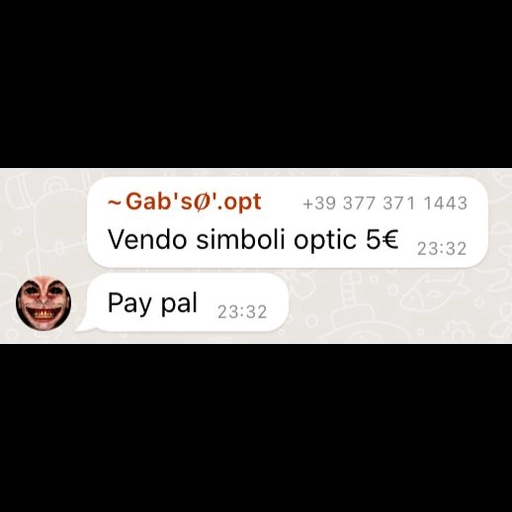 ~Gab'sØ'.opt +39 377 371 1443
Vendo simboli optic 5€ 23:32
Pay pal 23:32